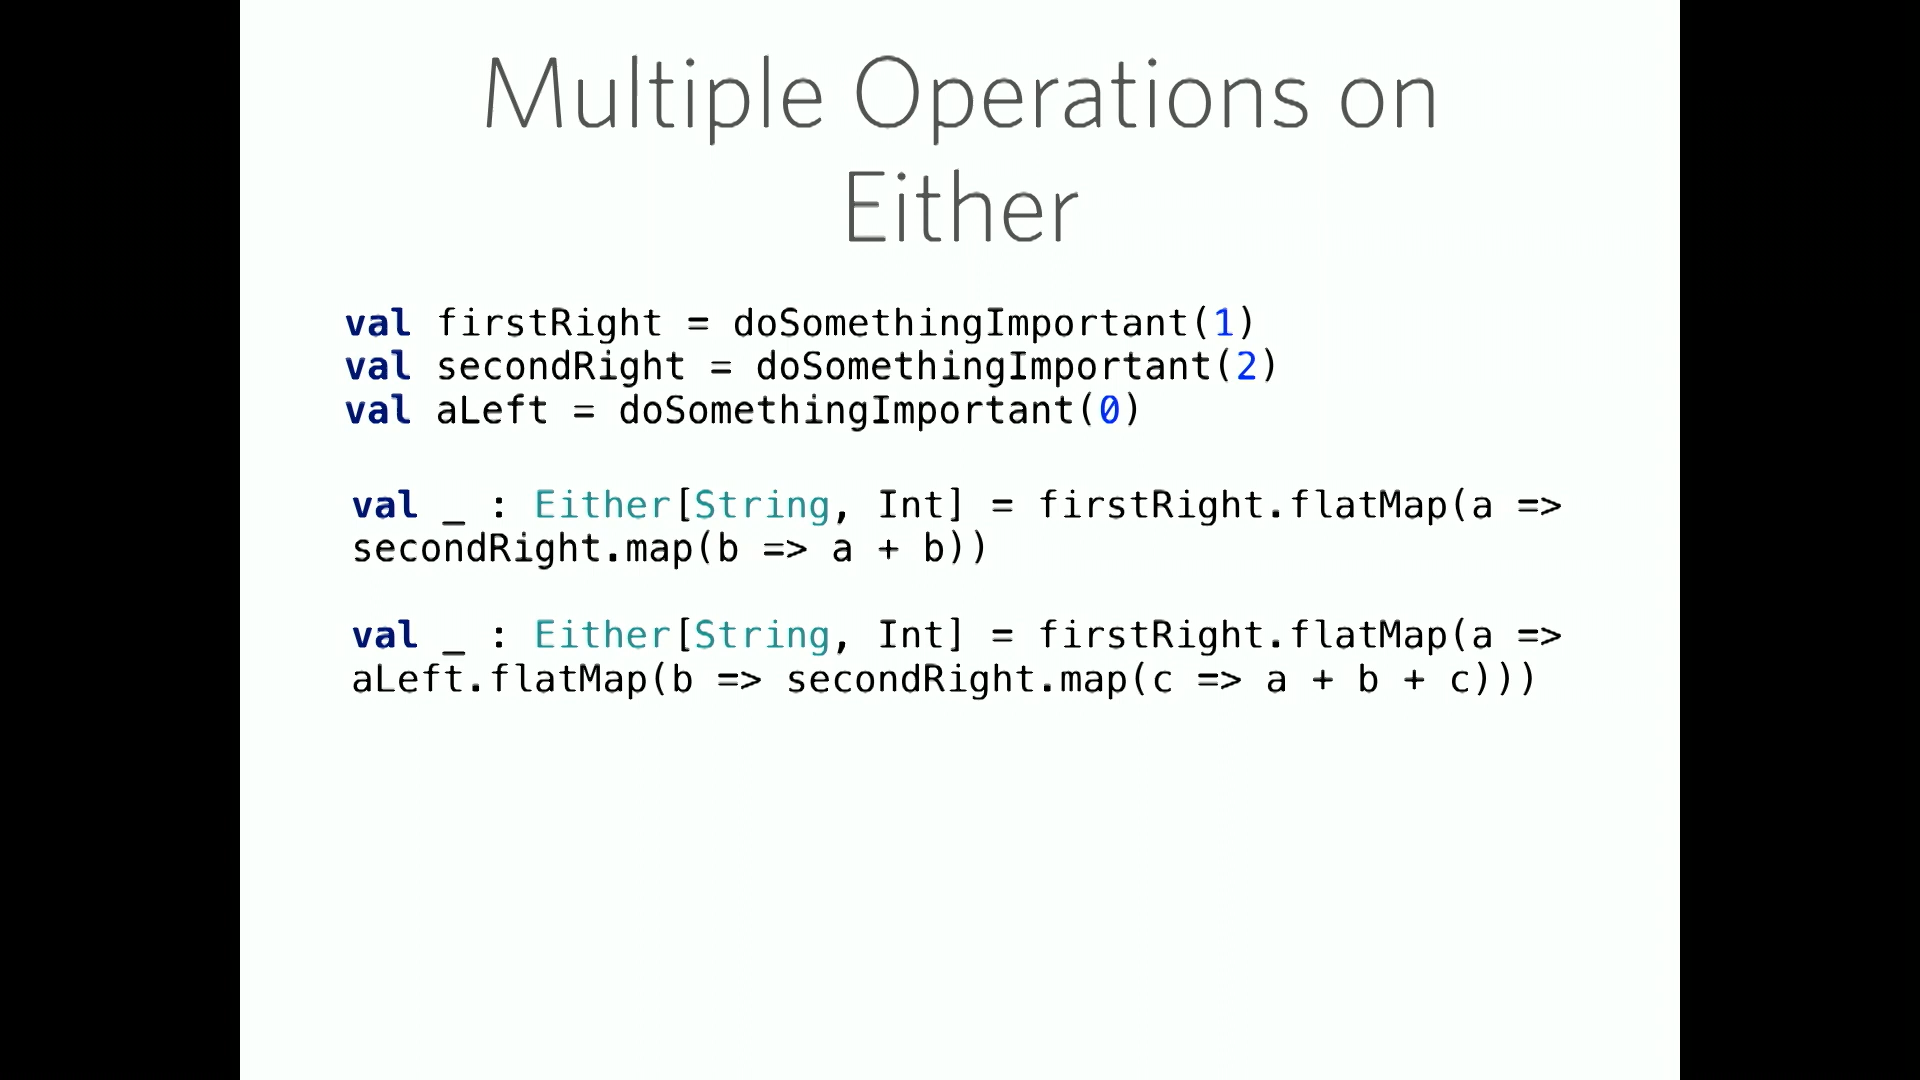 Multiple Operations on
Either
val firstRight = doSomethingImportant(1)
val secondRight = doSomethingImportant(2)
val aLeft = doSomethingImportant(0)
val _ : Either[String, Int] = firstRight.flatMap(a =>
secondRight.map(b => a + b))
val _ : Either[String, Int] = firstRight.flatMap(a =>
aLeft.flatMap(b => secondRight.map(c => a + b + c)))